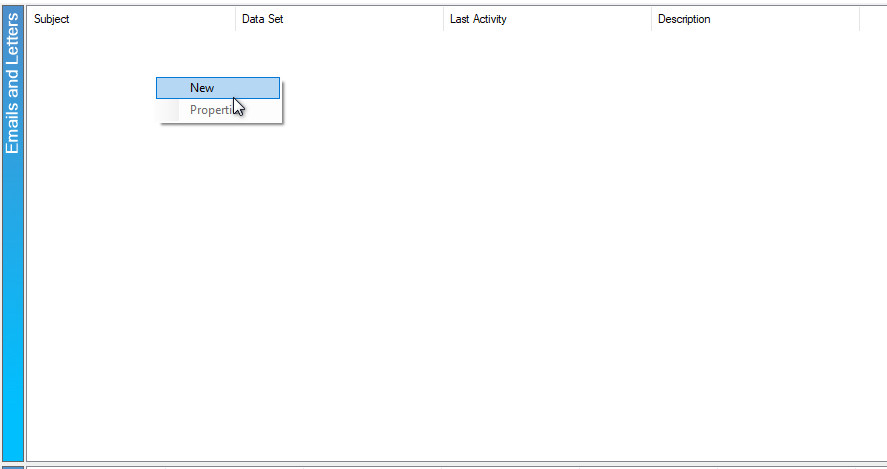 Emails and Letters
Subject Data Set Last Activity Description
New